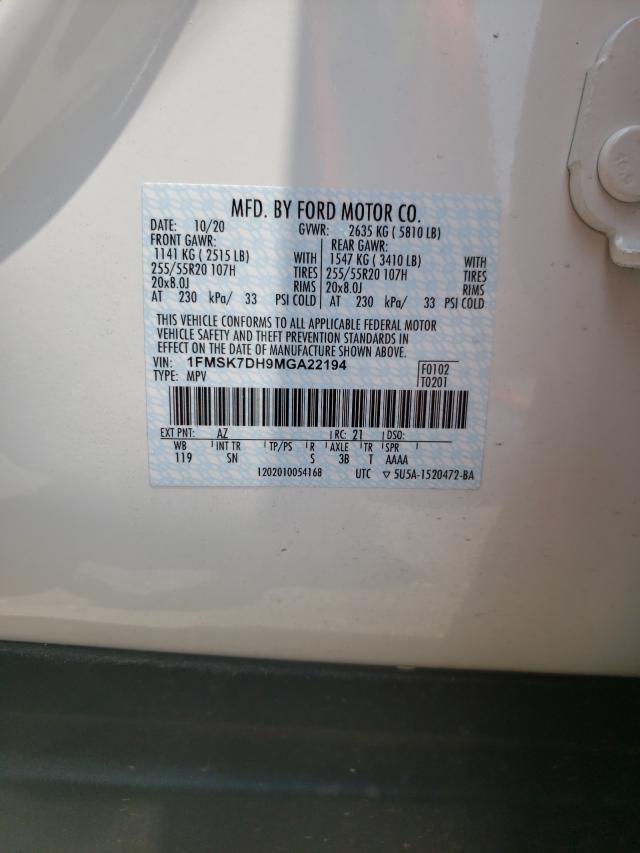 MFD. BY FORD MOTOR CO.
DATE: 10/20 GVWR: 2635 KG ( 5810 LB)
FRONT GAWR: REAR GAWR:
1141 KG ( 2515 LB) WITH 1547 KG ( 3410 LB) WITH
255/55R20 107H TIRES 255/55R20 107H TIRES
20x8.0J RIMS 20x8.0J RIMS
AT 230 kPa/ 33 PSI COLD AT 230 kPa/ 33 PSI COLD
THIS VEHICLE CONFORMS TO ALL APPLICABLE FEDERAL MOTOR
VEHICLE SAFETY AND THEFT PREVENTION STANDARDS IN
EFFECT ON THE DATE OF MANUFACTURE SHOWN ABOVE.
VIN: 1FMSK7DH9MGA22194 F0102
TYPE: MPV T0201
EXT PNT: AZ RC: 21 DSO:
WB INT TR TP/PS R AXLE TR SPR
119 SN S 3B T AAAA
1202010054168 UTC ▽ 5U5A-1520472-BA